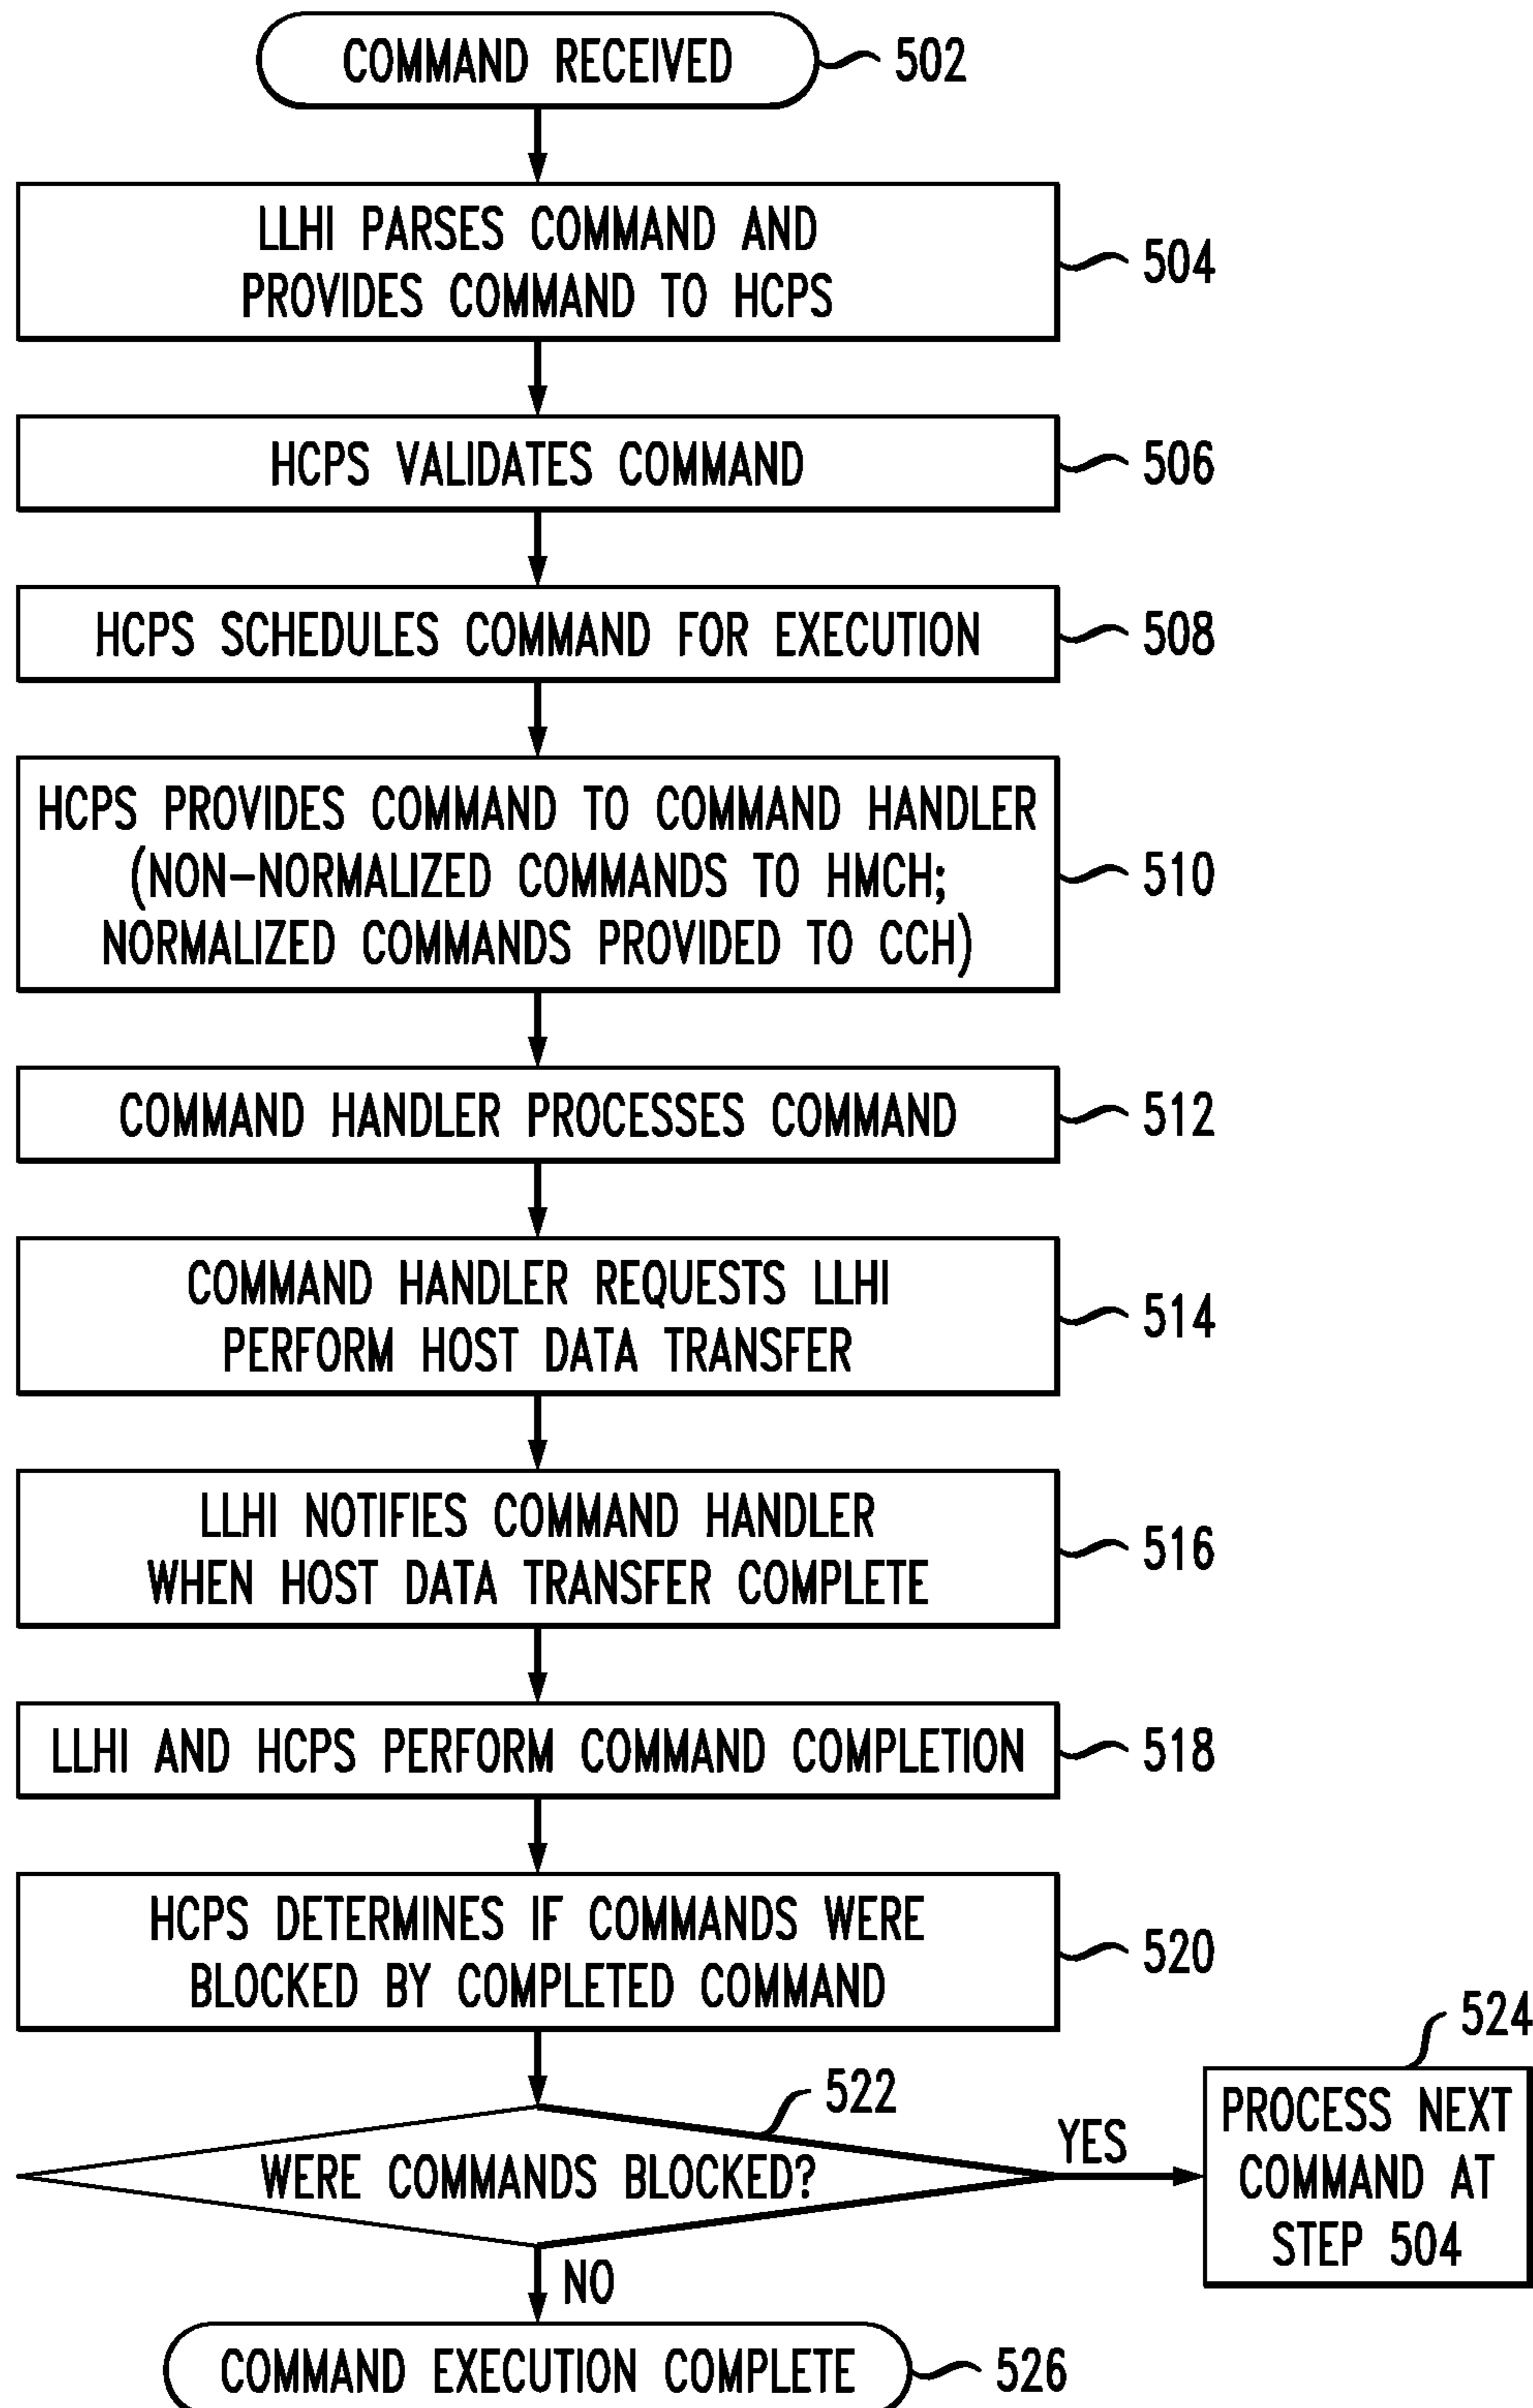 COMMAND RECEIVED
502
LLHI PARSES COMMAND AND
PROVIDES COMMAND TO HCPS
504
HCPS VALIDATES COMMAND
506
HCPS SCHEDULES COMMAND FOR EXECUTION
508
HCPS PROVIDES COMMAND TO COMMAND HANDLER
(NON-NORMALIZED COMMANDS TO HMCH;
NORMALIZED COMMANDS PROVIDED TO CCH)
510
COMMAND HANDLER PROCESSES COMMAND
512
COMMAND HANDLER REQUESTS LLHI
PERFORM HOST DATA TRANSFER
514
LLHI NOTIFIES COMMAND HANDLER
WHEN HOST DATA TRANSFER COMPLETE
516
LLHI AND HCPS PERFORM COMMAND COMPLETION
518
HCPS DETERMINES IF COMMANDS WERE
BLOCKED BY COMPLETED COMMAND
520
WERE COMMANDS BLOCKED?
522
YES
PROCESS NEXT
COMMAND AT
STEP 504
524
NO
COMMAND EXECUTION COMPLETE
526